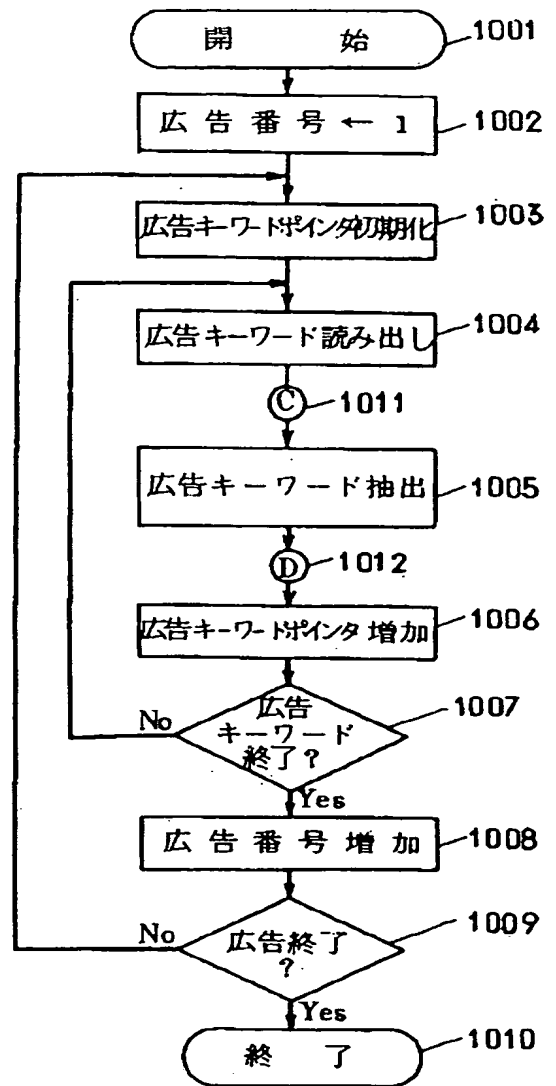 開 始
1001
広 告 番 号 ← 1
1002
広告キーワードポインタ初期化
1003
広告キーワード読み出し
1004
C
1011
広告キーワード抽出
1005
D
1012
広告キーワードポインタ増加
1006
広告
キーワード
終了?
1007
No
Yes
広 告 番 号 増 加
1008
広告終了
?
1009
No
Yes
終 了
1010